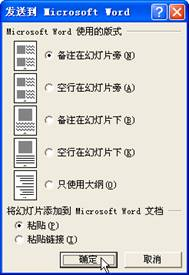 发送到 Microsoft Word
Microsoft Word 使用的版式
备注在幻灯片旁(N)
空行在幻灯片旁(A)
备注在幻灯片下(B)
空行在幻灯片下(K)
只使用大纲(O)
将幻灯片添加到 Microsoft Word 文档
粘贴(P)
粘贴链接(I)
确定 取消